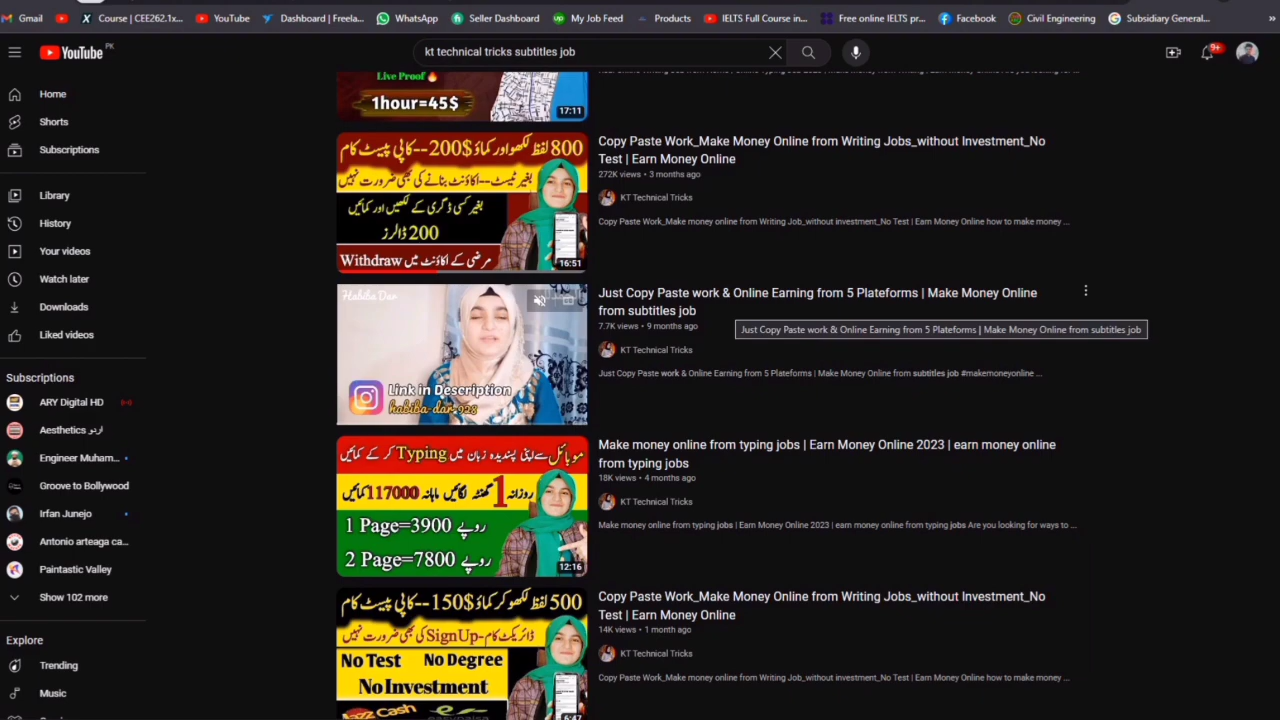 Gmail
Course | CEE262.1x...
YouTube
Dashboard | Freela...
WhatsApp
Seller Dashboard
My Job Feed
Products
IELTS Full Course in...
Free online IELTS pr...
Facebook
Civil Engineering
Subsidiary General...
»
YouTube PK
kt technical tricks subtitles job
9+
Home
Shorts
Subscriptions
Library
History
Your videos
Watch later
Downloads
Liked videos
Subscriptions
ARY Digital HD
Aesthetics اردو
Engineer Muham...
Groove to Bollywood
Irfan Junejo
Antonio arteaga ca...
Paintastic Valley
Show 102 more
Explore
Trending
Music
Live Proof
1hour=45$
17:11
800 لفظ لکھو اور کماؤ $200--کاپی پیسٹ کام
بغیر ٹیسٹ--اکاؤنٹ بنانے کی بھی ضرورت نہیں
بغیر کسی ڈگری کے لکھیں اور کمائیں
200 ڈالرز
Withdraw مرضی کے اکاؤنٹ میں
16:51
Copy Paste Work_Make Money Online from Writing Jobs_without Investment_No
Test | Earn Money Online
272K views • 3 months ago
KT Technical Tricks
Copy Paste Work_Make money online from Writing Job_without investment_No Test | Earn Money Online how to make money ...
Habiba Dar
Link in Description
habiba-dar-928
Just Copy Paste work & Online Earning from 5 Plateforms | Make Money Online
from subtitles job
7.7K views • 9 months ago
Just Copy Paste work & Online Earning from 5 Plateforms | Make Money Online from subtitles job
KT Technical Tricks
Just Copy Paste work & Online Earning from 5 Plateforms | Make Money Online from subtitles job #makemoneyonline ...
موبائل سے اپنی پسندیدہ زبان میں Typing کر کے کمائیں
روزانہ 1 گھنٹہ لگائیں ماہانہ 117000 کمائیں
1 Page=3900 روپے
2 Page=7800 روپے
12:16
Make money online from typing jobs | Earn Money Online 2023 | earn money online
from typing jobs
18K views • 4 months ago
KT Technical Tricks
Make money online from typing jobs | Earn Money Online 2023 | earn money online from typing jobs Are you looking for ways to ...
500 لفظ لکھو کر کماؤ $150--کاپی پیسٹ کام
ڈائریکٹ کام-SignUp کی بھی ضرورت نہیں
No Test No Degree
No Investment
6:47
Copy Paste Work_Make Money Online from Writing Jobs_without Investment_No
Test | Earn Money Online
14K views • 1 month ago
KT Technical Tricks
Copy Paste Work_Make Money Online from Writing Jobs_without Investment_No Test | Earn Money Online ...